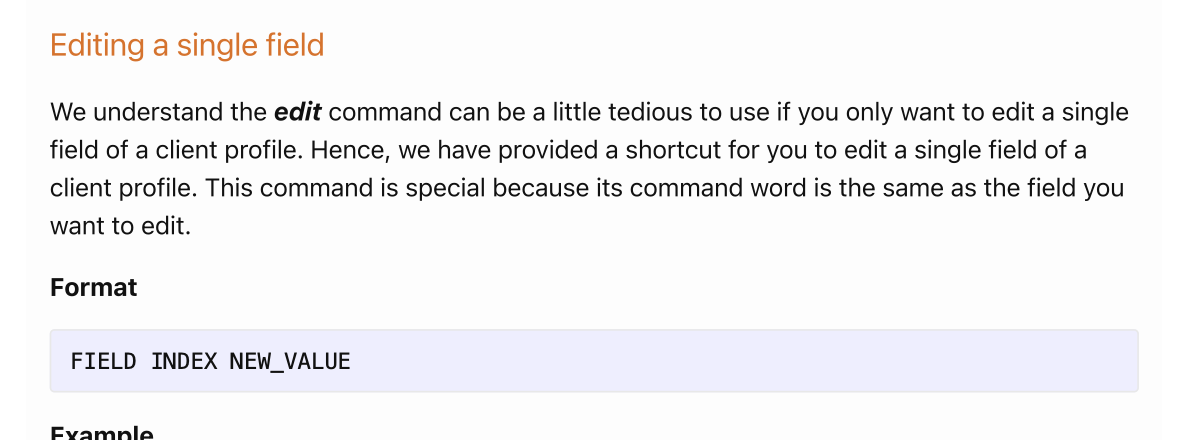 Editing a single field
We understand the edit command can be a little tedious to use if you only want to edit a single
field of a client profile. Hence, we have provided a shortcut for you to edit a single field of a
client profile. This command is special because its command word is the same as the field you
want to edit.
Format
FIELD INDEX NEW_VALUE
Example